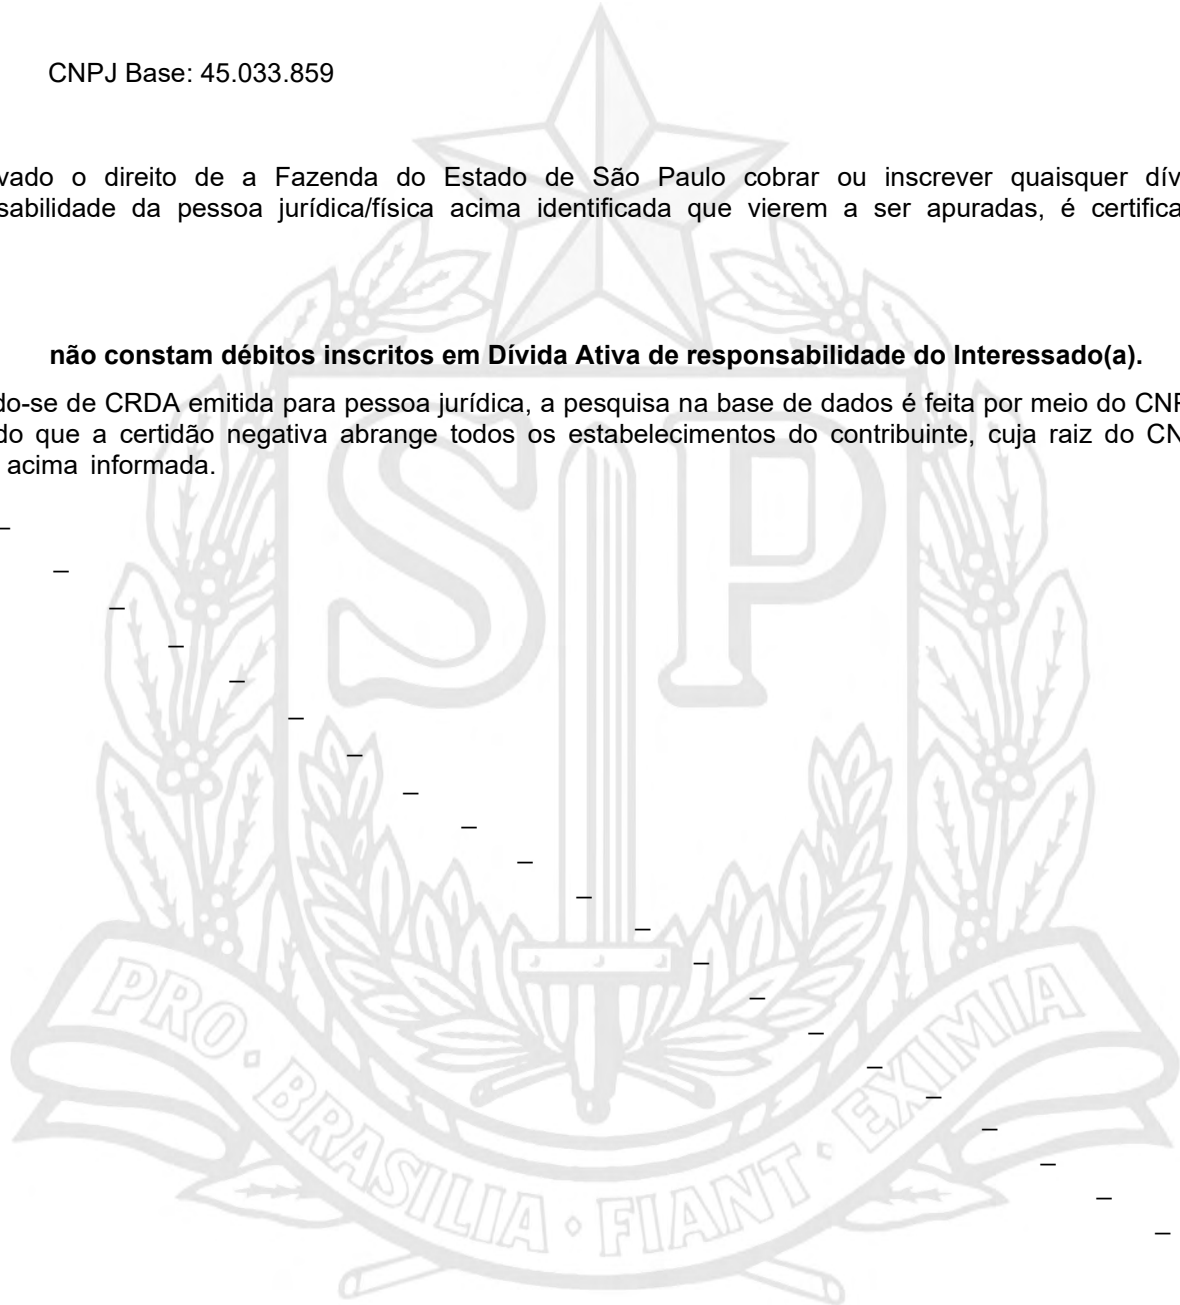 CNPJ Base: 45.033.859
vado o direito de a Fazenda do Estado de São Paulo cobrar ou inscrever quaisquer dív
sabilidade da pessoa jurídica/física acima identificada que vierem a ser apuradas, é certifica
não constam débitos inscritos em Dívida Ativa de responsabilidade do Interessado(a).
do-se de CRDA emitida para pessoa jurídica, a pesquisa na base de dados é feita por meio do CNP
do que a certidão negativa abrange todos os estabelecimentos do contribuinte, cuja raiz do CN
acima informada.
SP
PRO • BRASILIA • FIANT • EXIMIA